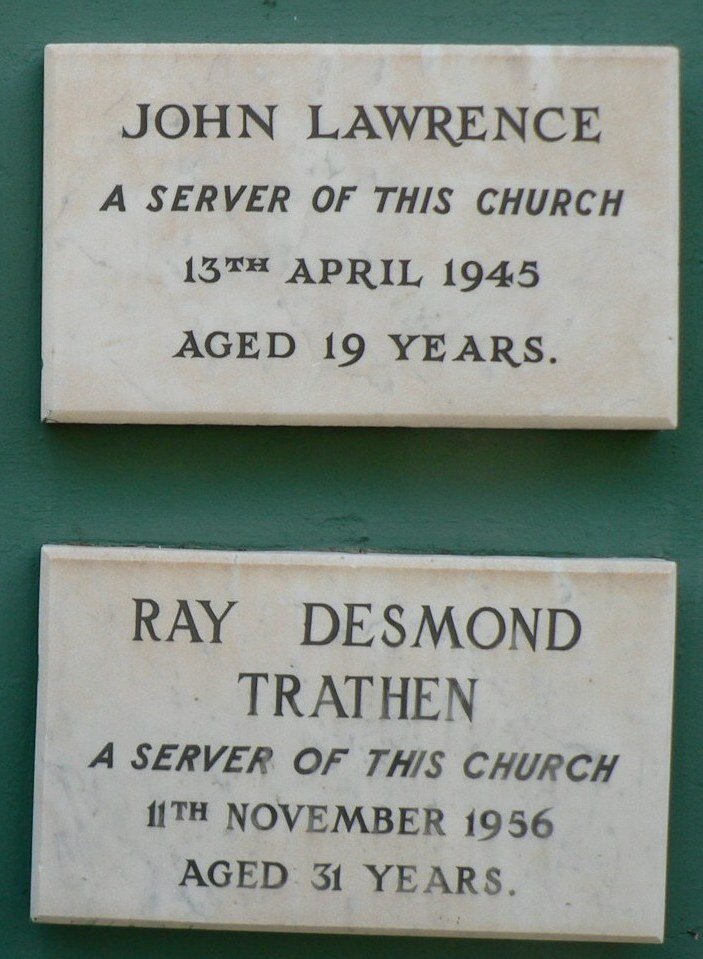 JOHN LAWRENCE
A SERVER OF THIS CHURCH
13TH APRIL 1945
AGED 19 YEARS.
RAY DESMOND
TRATHEN
A SERVER OF THIS CHURCH
11TH NOVEMBER 1956
AGED 31 YEARS.